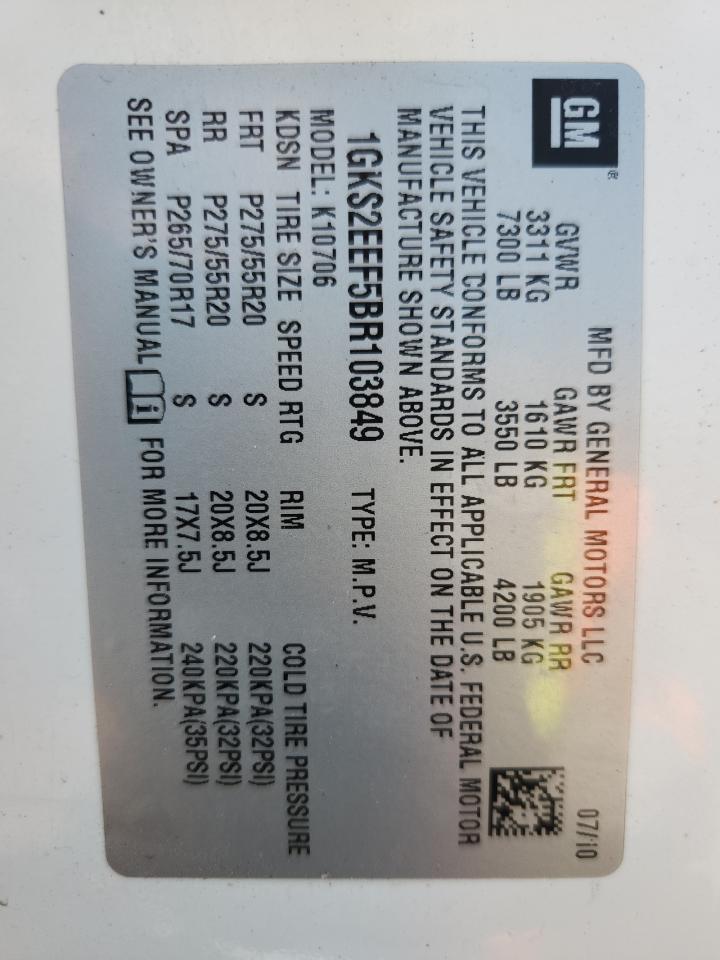 GM®
MFD BY GENERAL MOTORS LLC 07/10
GVWR GAWR FRT GAWR RR
3311 KG 1610 KG 1905 KG
7300 LB 3550 LB 4200 LB
THIS VEHICLE CONFORMS TO ALL APPLICABLE U.S. FEDERAL MOTOR
VEHICLE SAFETY STANDARDS IN EFFECT ON THE DATE OF
MANUFACTURE SHOWN ABOVE.
1GKS2EEF5BR103849 TYPE: M.P.V.
MODEL: K10706
KDSN TIRE SIZE SPEED RTG RIM COLD TIRE PRESSURE
FRT P275/55R20 S 20X8.5J 220KPA(32PSI)
RR P275/55R20 S 20X8.5J 220KPA(32PSI)
SPA P265/70R17 S 17X7.5J 240KPA(35PSI)
SEE OWNER'S MANUAL i FOR MORE INFORMATION.